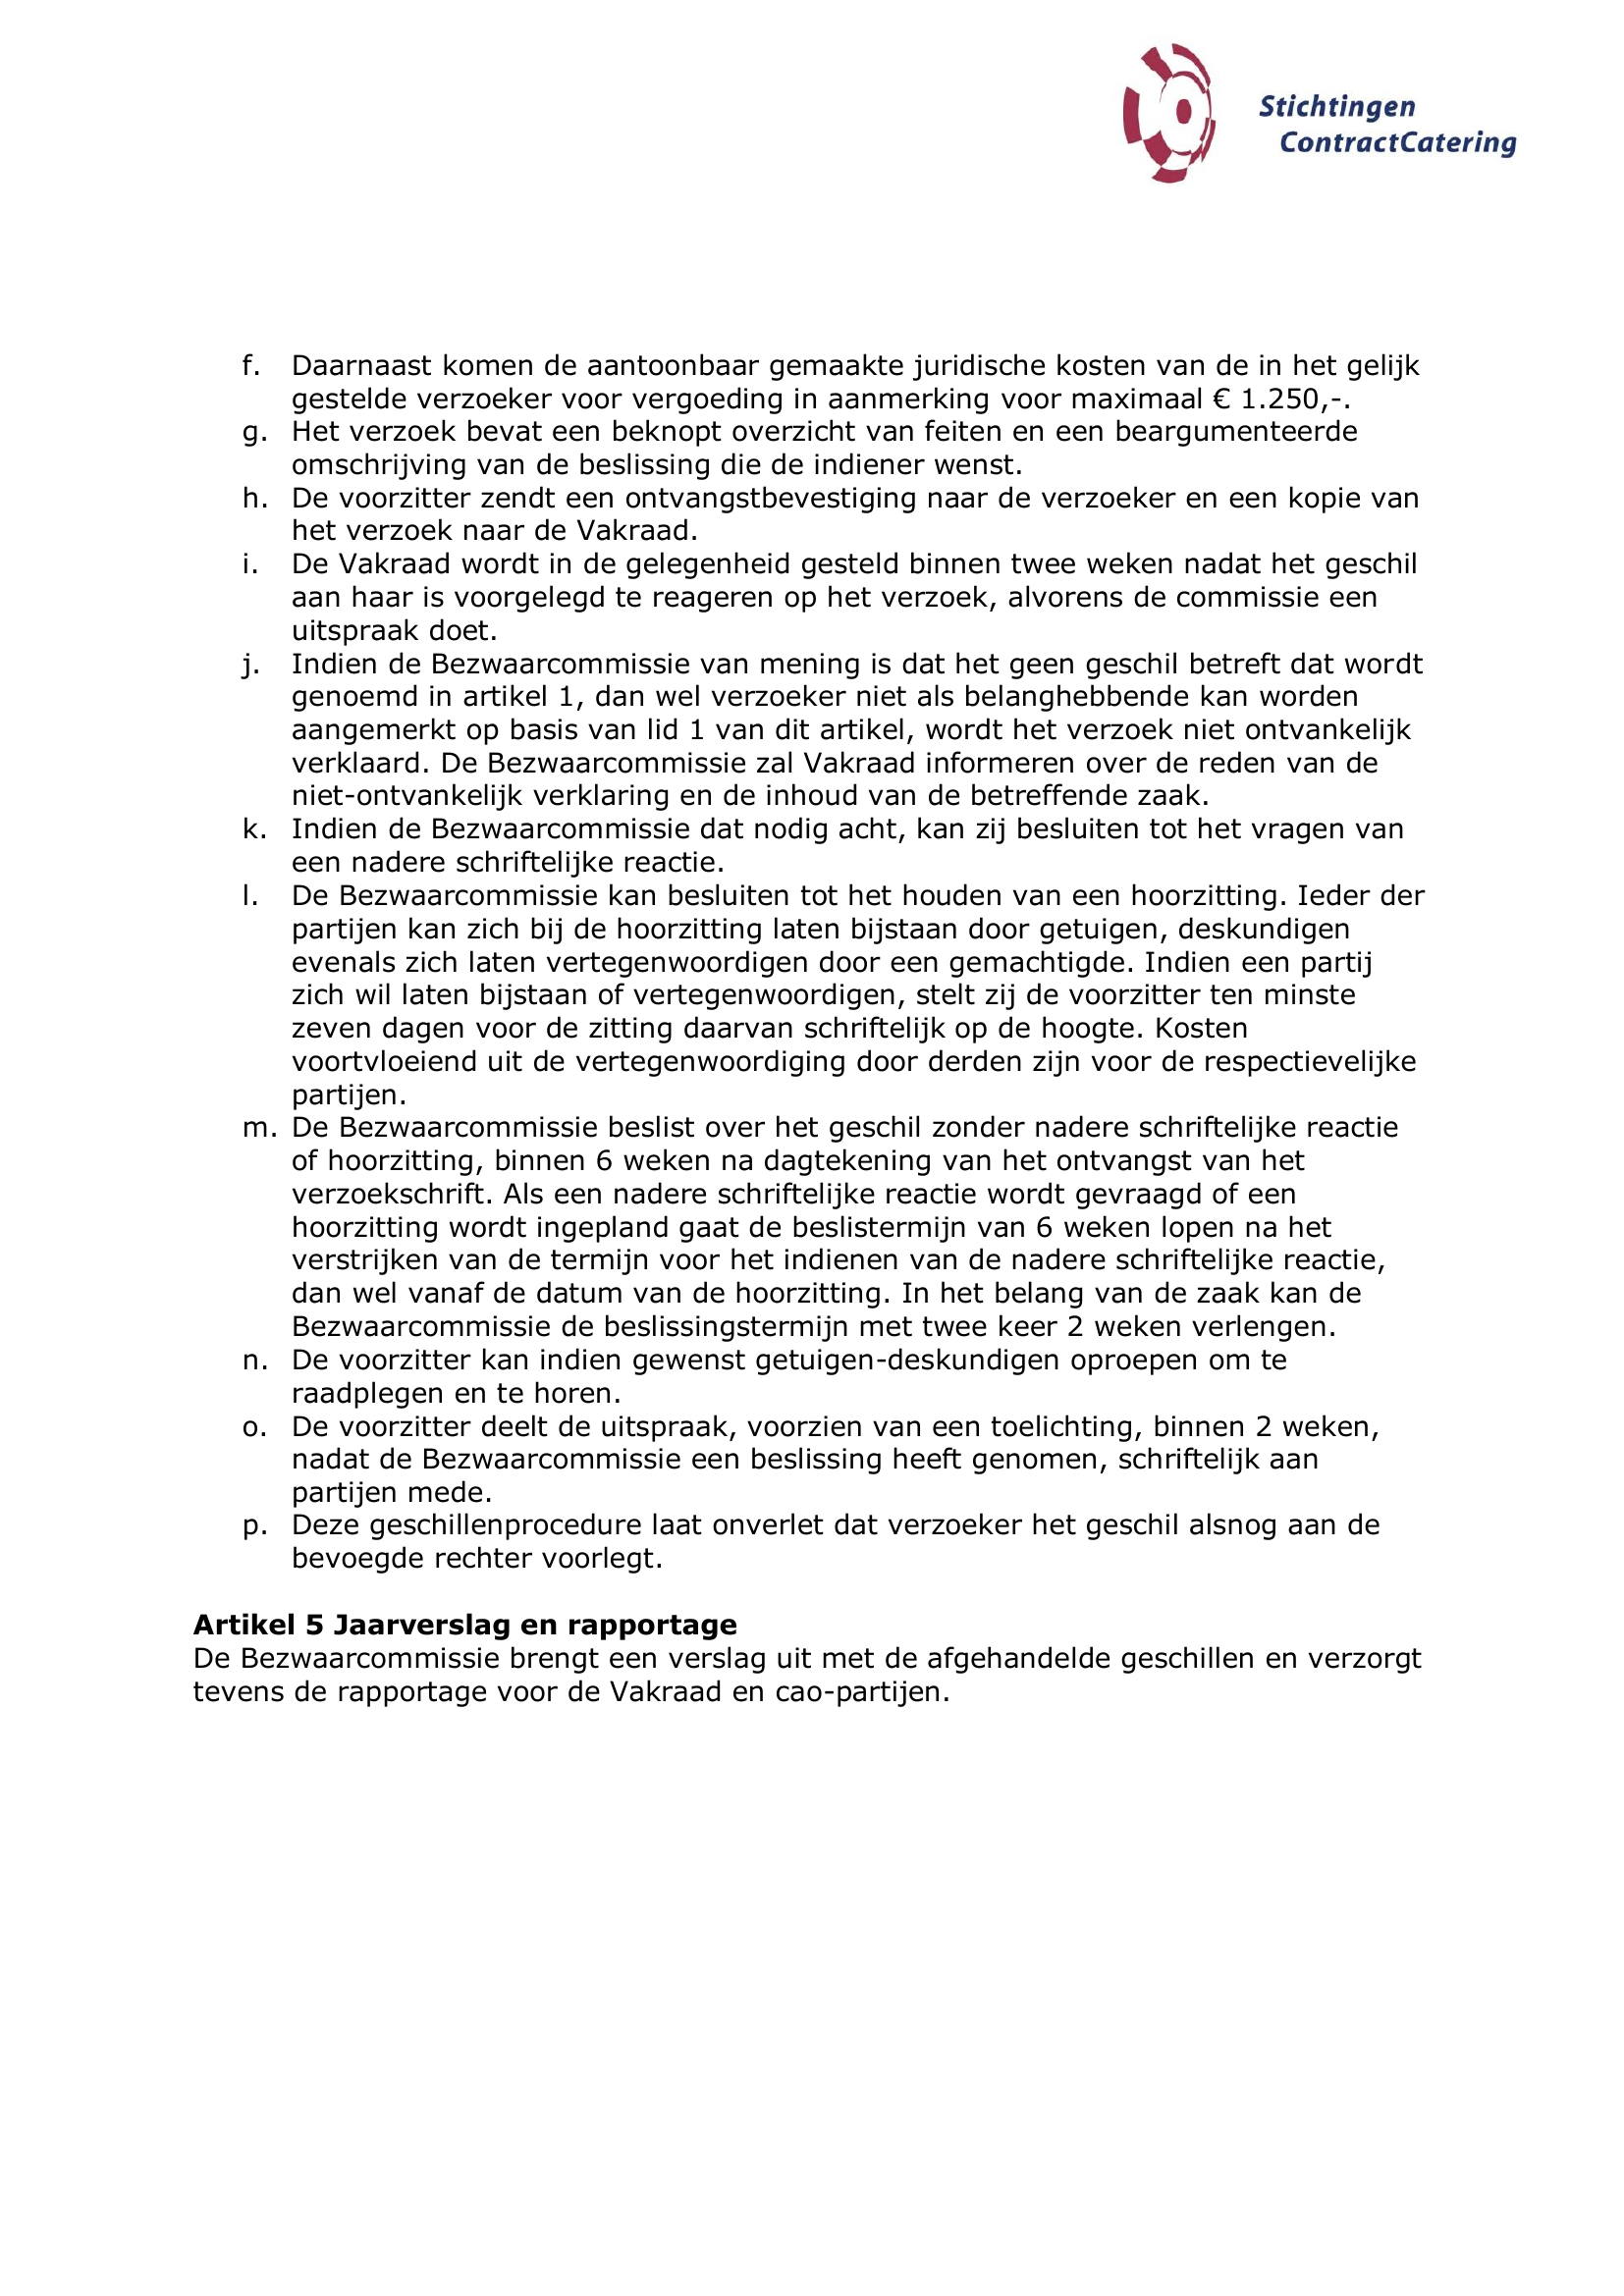 Stichtingen
ContractCatering
f. Daarnaast komen de aantoonbaar gemaakte juridische kosten van de in het gelijk
gestelde verzoeker voor vergoeding in aanmerking voor maximaal € 1.250,-.
g. Het verzoek bevat een beknopt overzicht van feiten en een beargumenteerde
omschrijving van de beslissing die de indiener wenst.
h. De voorzitter zendt een ontvangstbevestiging naar de verzoeker en een kopie van
het verzoek naar de Vakraad.
i. De Vakraad wordt in de gelegenheid gesteld binnen twee weken nadat het geschil
aan haar is voorgelegd te reageren op het verzoek, alvorens de commissie een
uitspraak doet.
j. Indien de Bezwaarcommissie van mening is dat het geen geschil betreft dat wordt
genoemd in artikel 1, dan wel verzoeker niet als belanghebbende kan worden
aangemerkt op basis van lid 1 van dit artikel, wordt het verzoek niet ontvankelijk
verklaard. De Bezwaarcommissie zal Vakraad informeren over de reden van de
niet-ontvankelijk verklaring en de inhoud van de betreffende zaak.
k. Indien de Bezwaarcommissie dat nodig acht, kan zij besluiten tot het vragen van
een nadere schriftelijke reactie.
l. De Bezwaarcommissie kan besluiten tot het houden van een hoorzitting. Ieder der
partijen kan zich bij de hoorzitting laten bijstaan door getuigen, deskundigen
evenals zich laten vertegenwoordigen door een gemachtigde. Indien een partij
zich wil laten bijstaan of vertegenwoordigen, stelt zij de voorzitter ten minste
zeven dagen voor de zitting daarvan schriftelijk op de hoogte. Kosten
voortvloeiend uit de vertegenwoordiging door derden zijn voor de respectievelijke
partijen.
m. De Bezwaarcommissie beslist over het geschil zonder nadere schriftelijke reactie
of hoorzitting, binnen 6 weken na dagtekening van het ontvangst van het
verzoekschrift. Als een nadere schriftelijke reactie wordt gevraagd of een
hoorzitting wordt ingepland gaat de beslistermijn van 6 weken lopen na het
verstrijken van de termijn voor het indienen van de nadere schriftelijke reactie,
dan wel vanaf de datum van de hoorzitting. In het belang van de zaak kan de
Bezwaarcommissie de beslissingstermijn met twee keer 2 weken verlengen.
n. De voorzitter kan indien gewenst getuigen-deskundigen oproepen om te
raadplegen en te horen.
o. De voorzitter deelt de uitspraak, voorzien van een toelichting, binnen 2 weken,
nadat de Bezwaarcommissie een beslissing heeft genomen, schriftelijk aan
partijen mede.
p. Deze geschillenprocedure laat onverlet dat verzoeker het geschil alsnog aan de
bevoegde rechter voorlegt.
Artikel 5 Jaarverslag en rapportage
De Bezwaarcommissie brengt een verslag uit met de afgehandelde geschillen en verzorgt
tevens de rapportage voor de Vakraad en cao-partijen.